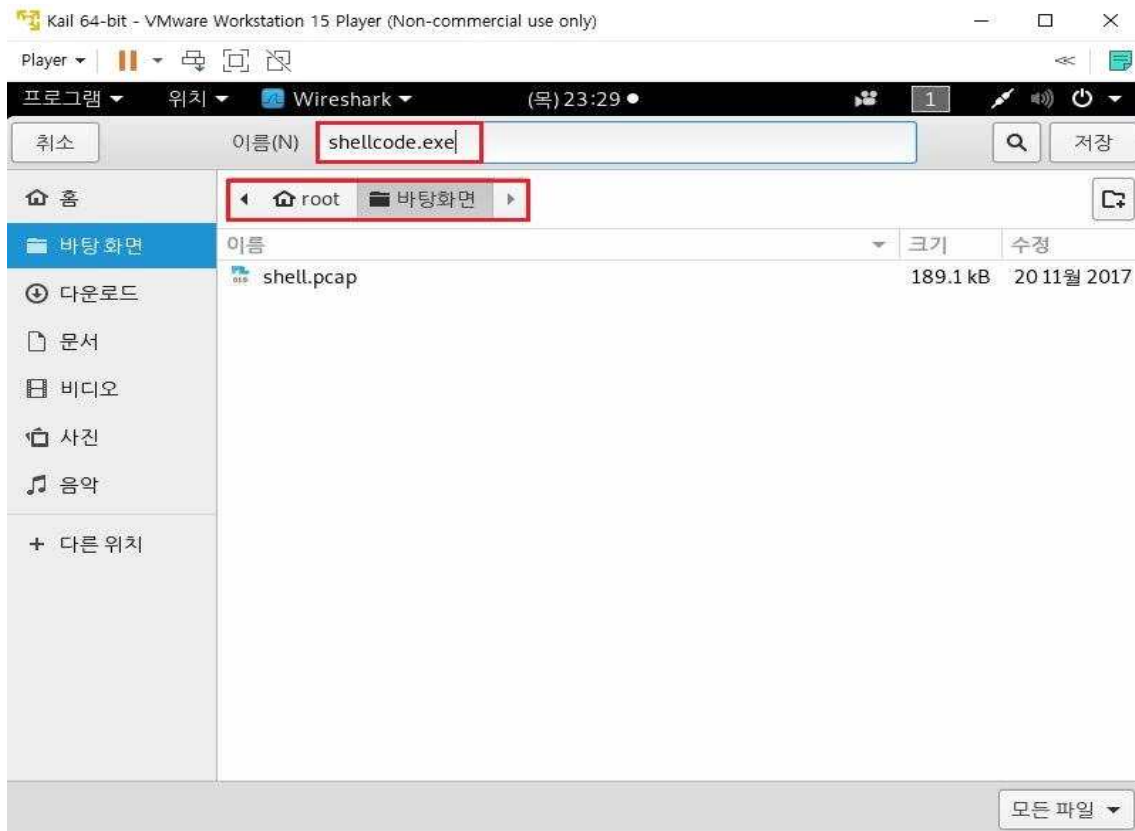 Kail 64-bit - VMware Workstation 15 Player (Non-commercial use only)
Player
프로그램 위치 Wireshark (목) 23:29 1
취소 이름(N) shellcode.exe 저장
홈 root 바탕화면
바탕화면 이름 크기 수정
shell.pcap 189.1 kB 20 11월 2017
다운로드
문서
비디오
사진
음악
+ 다른 위치
모든 파일